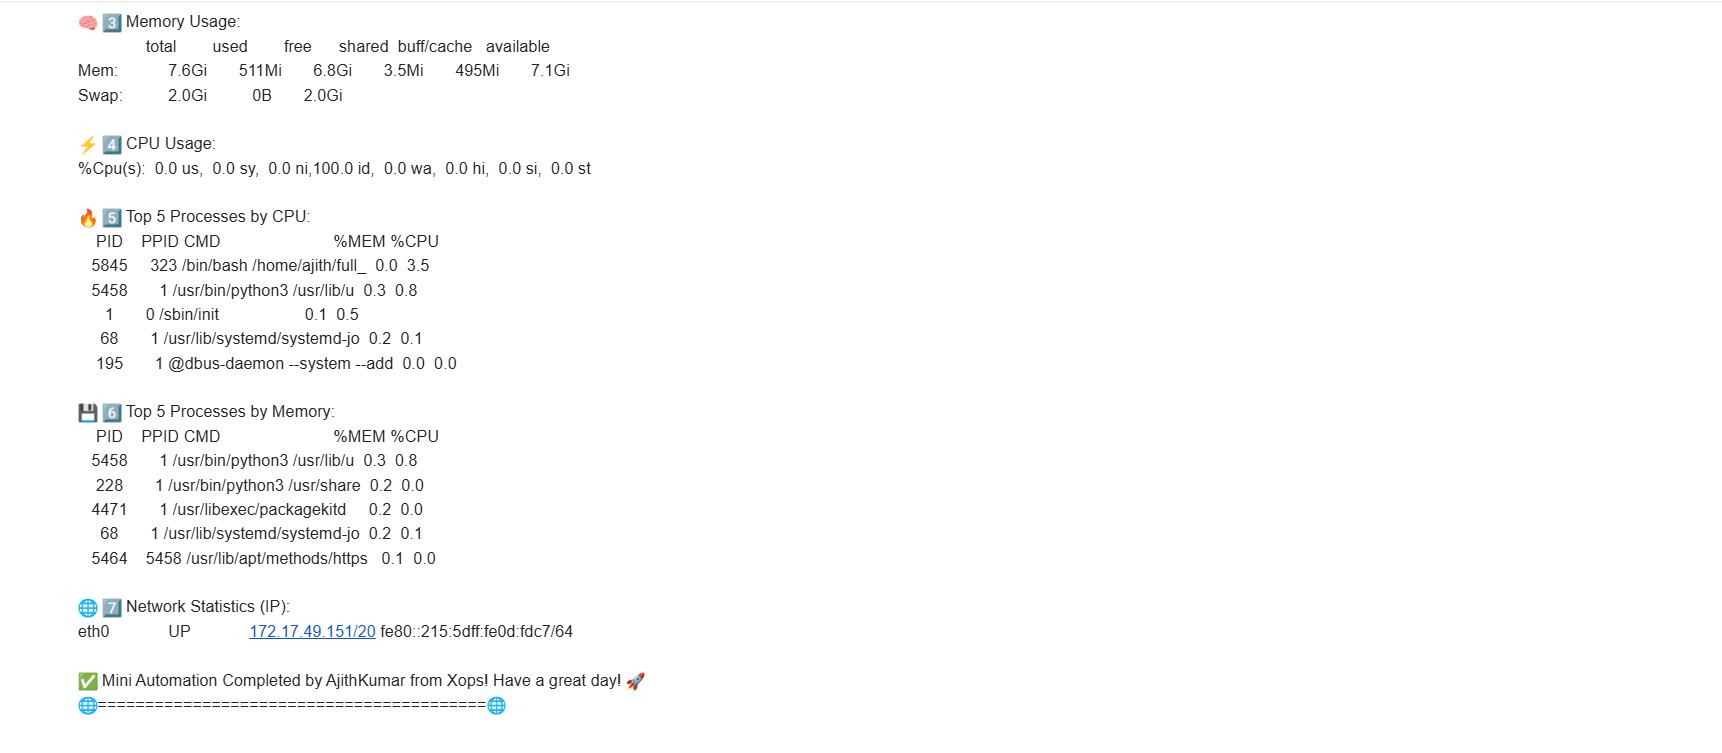 🧠 3️⃣ Memory Usage:
total used free shared buff/cache available
Mem: 7.6Gi 511Mi 6.8Gi 3.5Mi 495Mi 7.1Gi
Swap: 2.0Gi 0B 2.0Gi
⚡ 4️⃣ CPU Usage:
%Cpu(s): 0.0 us, 0.0 sy, 0.0 ni,100.0 id, 0.0 wa, 0.0 hi, 0.0 si, 0.0 st
🔥 5️⃣ Top 5 Processes by CPU:
PID PPID CMD %MEM %CPU
5845 323 /bin/bash /home/ajith/full_ 0.0 3.5
5458 1 /usr/bin/python3 /usr/lib/u 0.3 0.8
1 0 /sbin/init 0.1 0.5
68 1 /usr/lib/systemd/systemd-jo 0.2 0.1
195 1 @dbus-daemon --system --add 0.0 0.0
💾 6️⃣ Top 5 Processes by Memory:
PID PPID CMD %MEM %CPU
5458 1 /usr/bin/python3 /usr/lib/u 0.3 0.8
228 1 /usr/bin/python3 /usr/share 0.2 0.0
4471 1 /usr/libexec/packagekitd 0.2 0.0
68 1 /usr/lib/systemd/systemd-jo 0.2 0.1
5464 5458 /usr/lib/apt/methods/https 0.1 0.0
🌐 7️⃣ Network Statistics (IP):
eth0 UP 172.17.49.151/20 fe80::215:5dff:fe0d:fdc7/64
✅ Mini Automation Completed by AjithKumar from Xops! Have a great day! 🚀
🌐=========================================🌐